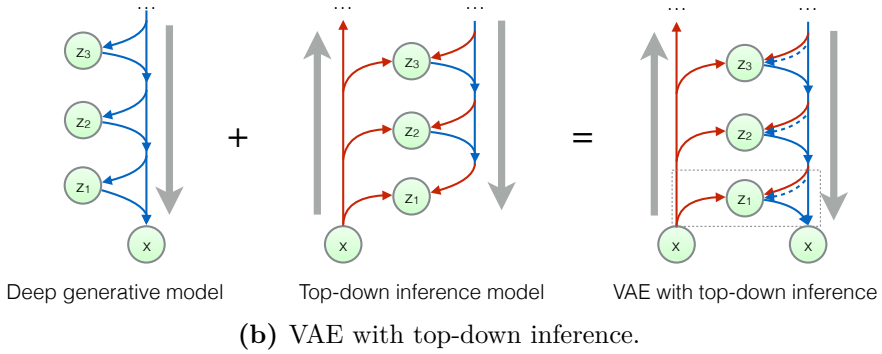 ... ... ... ... ...
z3 z3 z3
z2 + z2 = z2
z1 z1 z1
x x x x
Deep generative model Top-down inference model VAE with top-down inference
(b) VAE with top-down inference.